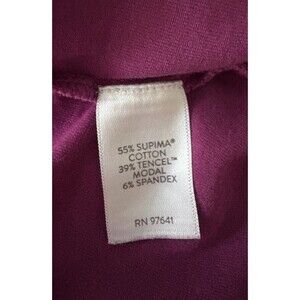 55% SUPIMA®
COTTON
39% TENCEL™
MODAL
6% SPANDEX
RN 97641